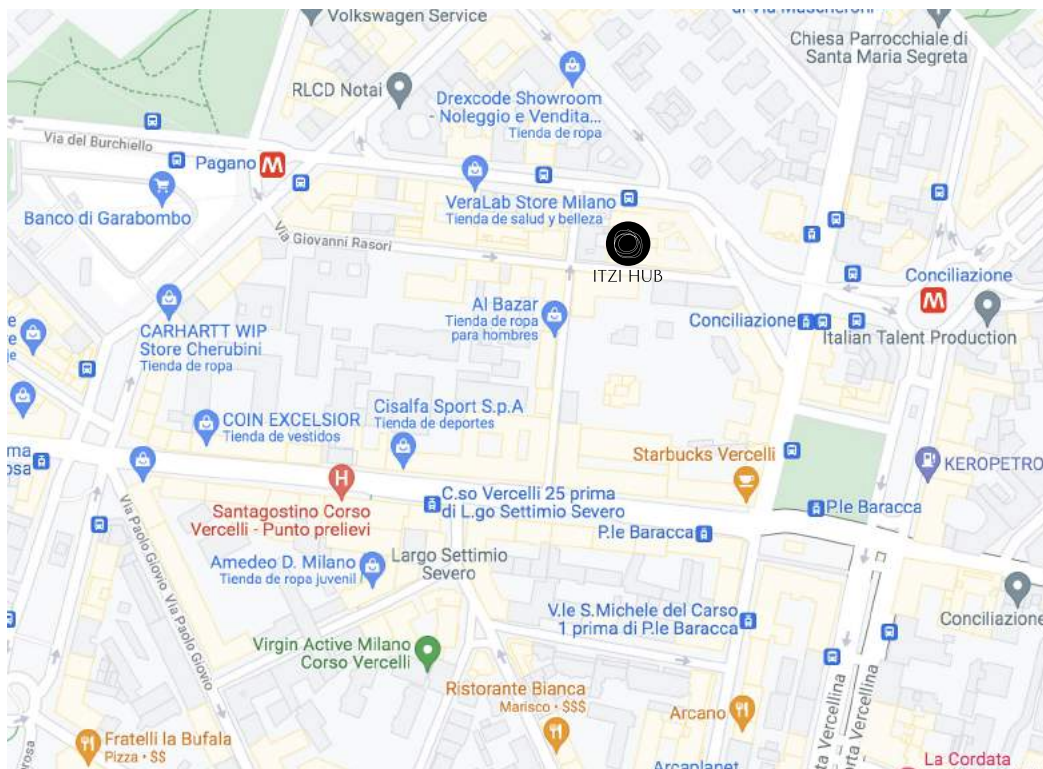 Volkswagen Service
di Via Mascheroni
Chiesa Parrocchiale di
Santa Maria Segreta
RLCD Notai
Drexcode Showroom
- Noleggio e Vendita...
Tienda de ropa
Via del Burchiello
Pagano
M
Banco di Garabombo
VeraLab Store Milano
Tienda de salud y belleza
Via Giovanni Rasori
ITZI HUB
Conciliazione
M
Al Bazar
Tienda de ropa
para hombres
Conciliazione
Italian Talent Production
CARHARTT WIP
Store Cherubini
Tienda de ropa
COIN EXCELSIOR
Tienda de vestidos
Cisalfa Sport S.p.A
Tienda de deportes
Starbucks Vercelli
KEROPETRO
H
Santagostino Corso
Vercelli - Punto prelievi
C.so Vercelli 25 prima
di L.go Settimio Severo
P.le Baracca
P.le Baracca
Via Paolo Giovio
Via Paolo Giovio
Amedeo D. Milano
Tienda de ropa juvenil
Largo Settimio
Severo
V.le S.Michele del Carso
1 prima di P.le Baracca
Conciliazione
Virgin Active Milano
Corso Vercelli
Ristorante Bianca
Marisco · $$$
Arcano
Fratelli la Bufala
Pizza · $$
Arcaplanet
La Cordata